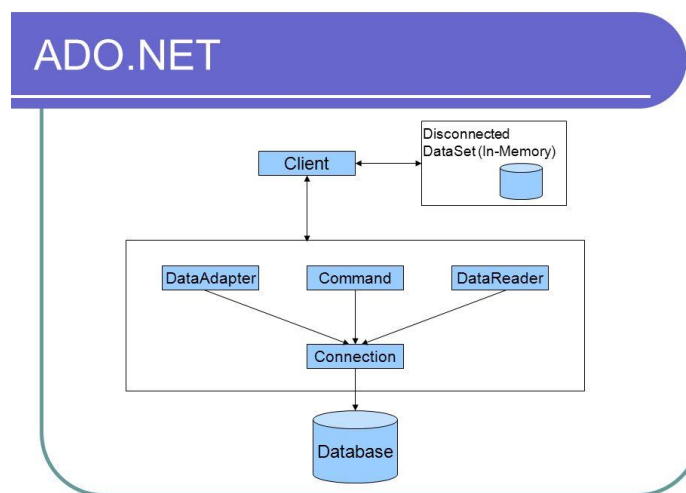 ADO.NET
Disconnected
DataSet (In-Memory)
Client
DataAdapter
Command
DataReader
Connection
Database